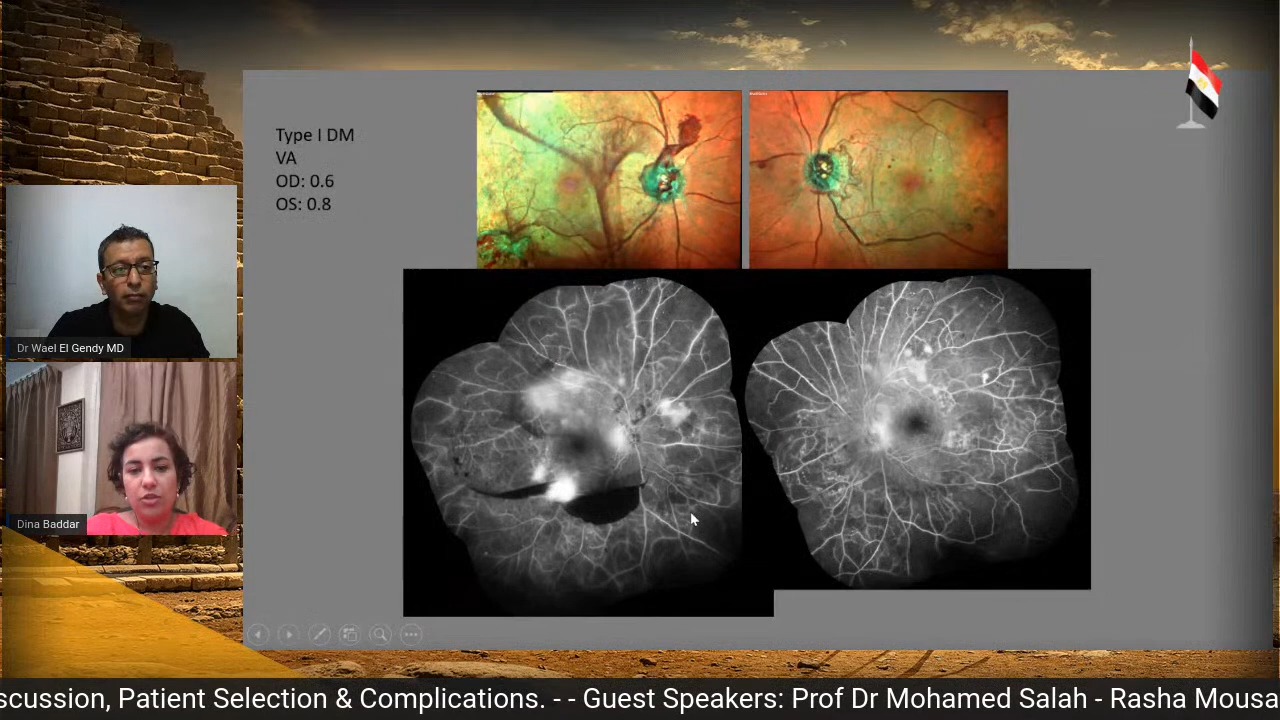 Type I DM
VA
OD: 0.6
OS: 0.8
Dr Wael El Gendy MD
Dina Baddar
scussion, Patient Selection & Complications. - - Guest Speakers: Prof Dr Mohamed Salah - Rasha Mousa